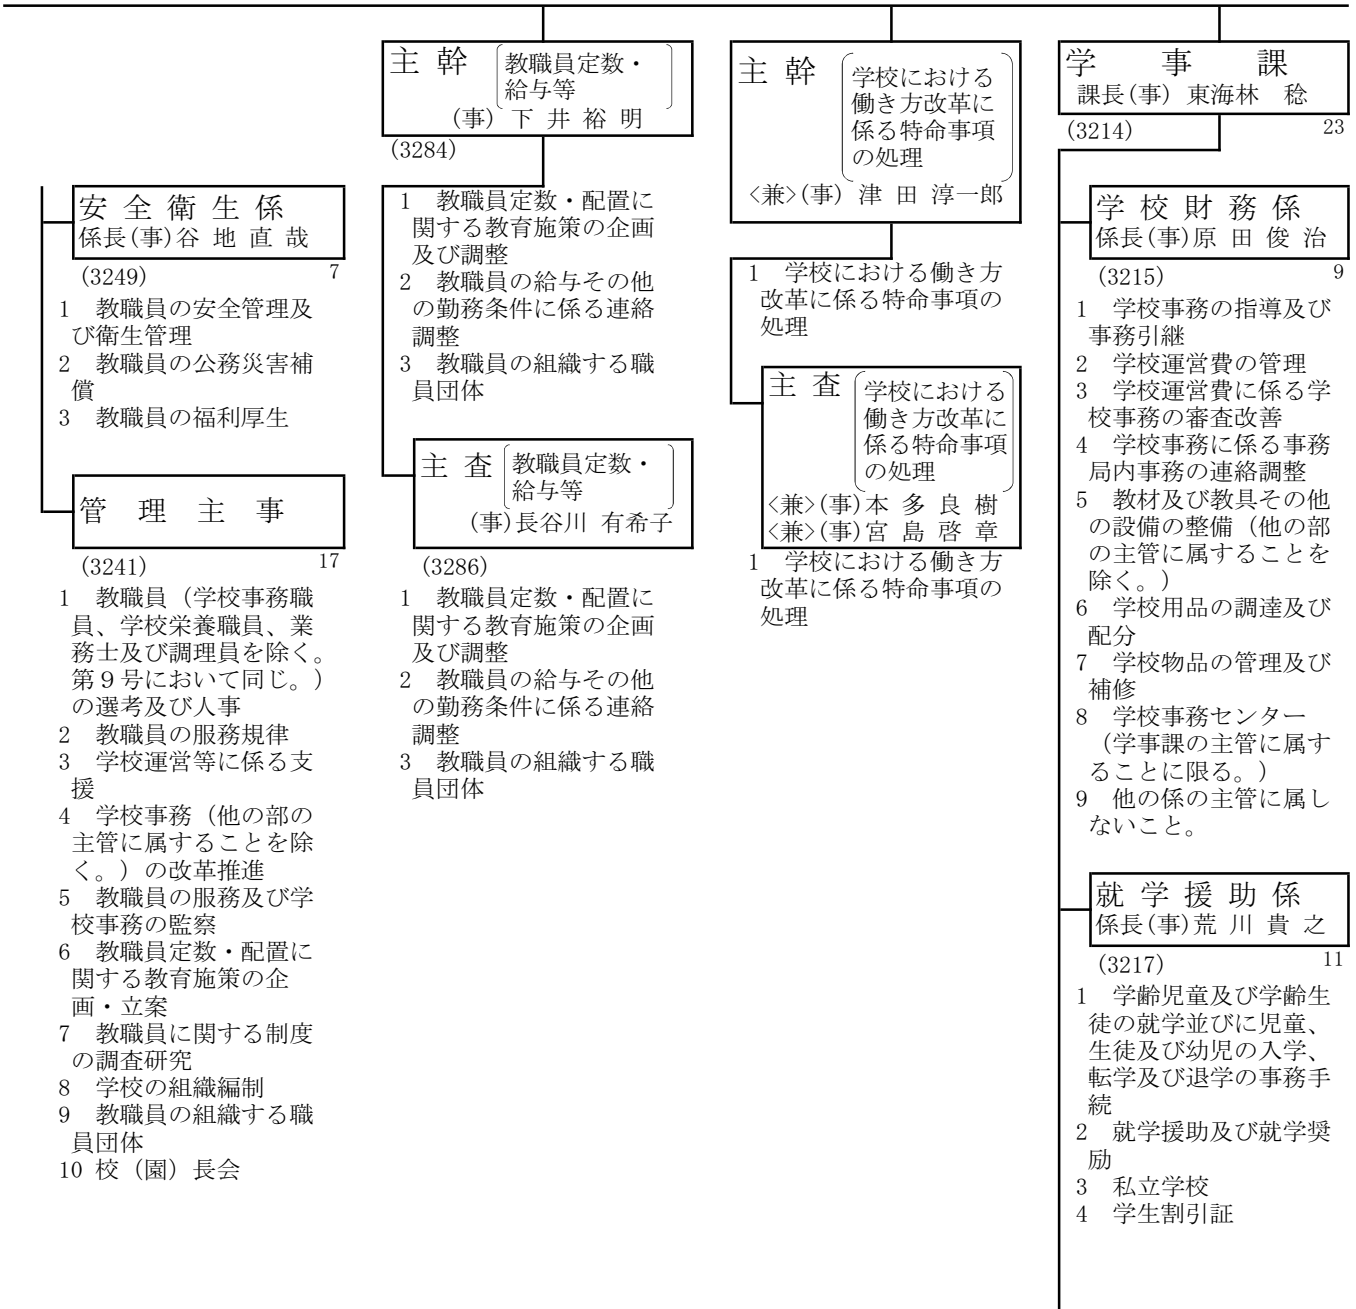 安全衛生係
係長(事)谷 地 直 哉
(3249) 7
1 教職員の安全管理及
び衛生管理
2 教職員の公務災害補
償
3 教職員の福利厚生
管理主事
(3241) 17
1 教職員（学校事務職
員、学校栄養職員、業
務士及び調理員を除く。
第９号において同じ。）
の選考及び人事
2 教職員の服務規律
3 学校運営等に係る支
援
4 学校事務（他の部の
主管に属することを除
く。）の改革推進
5 教職員の服務及び学
校事務の監察
6 教職員定数・配置に
関する教育施策の企
画・立案
7 教職員に関する制度
の調査研究
8 学校の組織編制
9 教職員の組織する職
員団体
10 校（園）長会
主幹 教職員定数・
給与等
(事) 下 井 裕 明
(3284)
1 教職員定数・配置に
関する教育施策の企画
及び調整
2 教職員の給与その他
の勤務条件に係る連絡
調整
3 教職員の組織する職
員団体
主査 教職員定数・
給与等
(事)長谷川 有希子
(3286)
1 教職員定数・配置に
関する教育施策の企画
及び調整
2 教職員の給与その他
の勤務条件に係る連絡
調整
3 教職員の組織する職
員団体
主幹 学校における
働き方改革に
係る特命事項
の処理
<兼>(事) 津 田 淳一郎
1 学校における働き方
改革に係る特命事項の
処理
主査 学校における
働き方改革に
係る特命事項
の処理
<兼>(事)本 多 良 樹
<兼>(事)宮 島 啓 章
1 学校における働き方
改革に係る特命事項の
処理
学事課
課長(事) 東海林 稔
(3214) 23
学校財務係
係長(事)原 田 俊 治
(3215) 9
1 学校事務の指導及び
事務引継
2 学校運営費の管理
3 学校運営費に係る学
校事務の審査改善
4 学校事務に係る事務
局内事務の連絡調整
5 教材及び教具その他
の設備の整備（他の部
の主管に属することを
除く。）
6 学校用品の調達及び
配分
7 学校物品の管理及び
補修
8 学校事務センター
（学事課の主管に属す
ることに限る。）
9 他の係の主管に属し
ないこと。
就学援助係
係長(事)荒 川 貴 之
(3217) 11
1 学齢児童及び学齢生
徒の就学並びに児童、
生徒及び幼児の入学、
転学及び退学の事務手
続
2 就学援助及び就学奨
励
3 私立学校
4 学生割引証